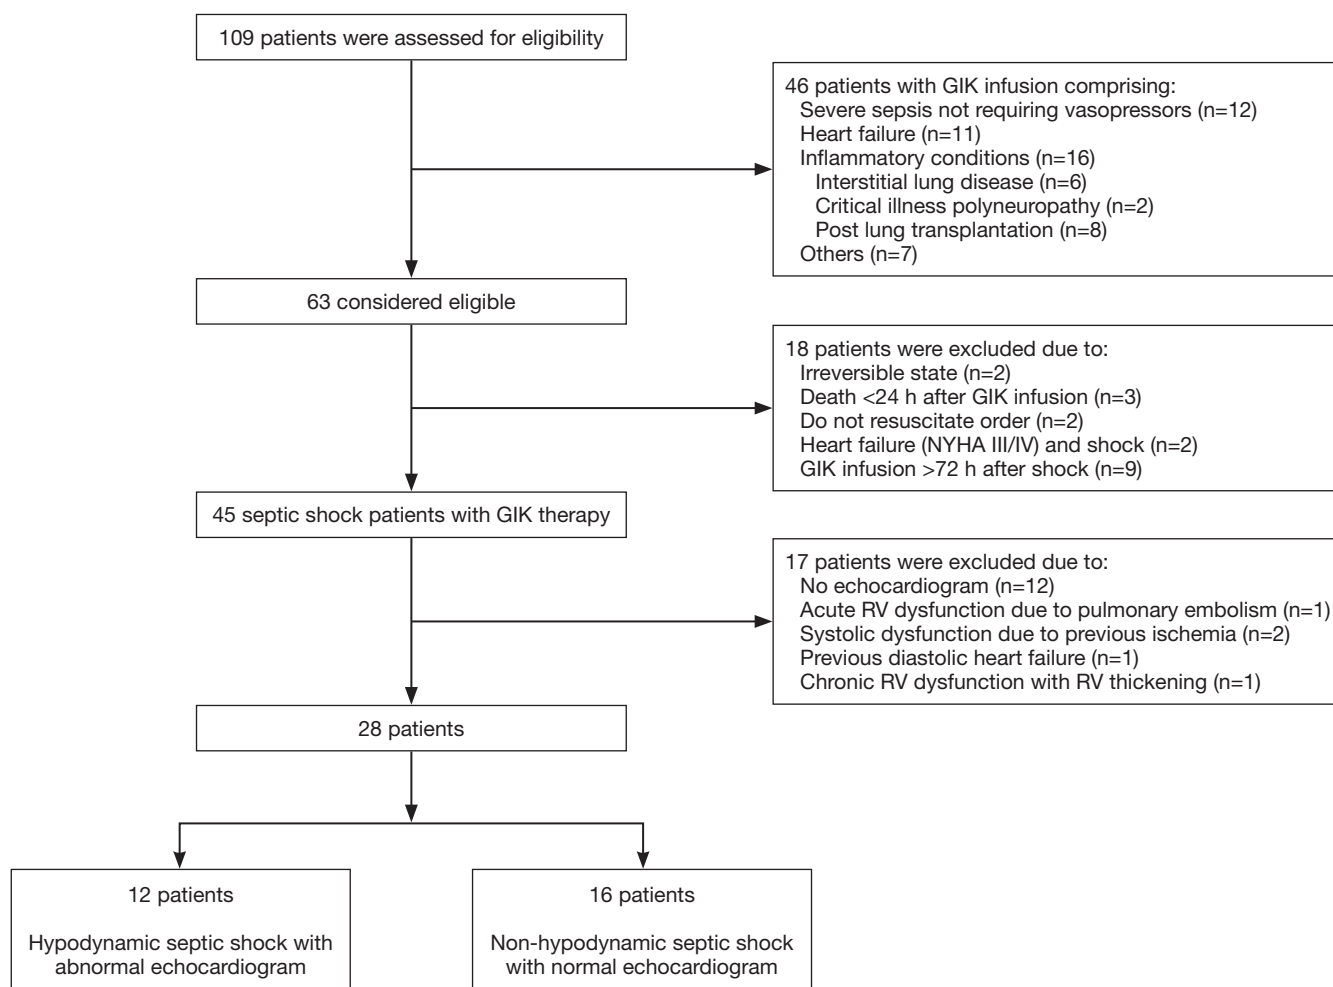 109 patients were assessed for eligibility
46 patients with GIK infusion comprising:
Severe sepsis not requiring vasopressors (n=12)
Heart failure (n=11)
Inflammatory conditions (n=16)
Interstitial lung disease (n=6)
Critical illness polyneuropathy (n=2)
Post lung transplantation (n=8)
Others (n=7)
63 considered eligible
18 patients were excluded due to:
Irreversible state (n=2)
Death <24 h after GIK infusion (n=3)
Do not resuscitate order (n=2)
Heart failure (NYHA III/IV) and shock (n=2)
GIK infusion >72 h after shock (n=9)
45 septic shock patients with GIK therapy
17 patients were excluded due to:
No echocardiogram (n=12)
Acute RV dysfunction due to pulmonary embolism (n=1)
Systolic dysfunction due to previous ischemia (n=2)
Previous diastolic heart failure (n=1)
Chronic RV dysfunction with RV thickening (n=1)
28 patients
12 patients
Hypodynamic septic shock with
abnormal echocardiogram
16 patients
Non-hypodynamic septic shock
with normal echocardiogram